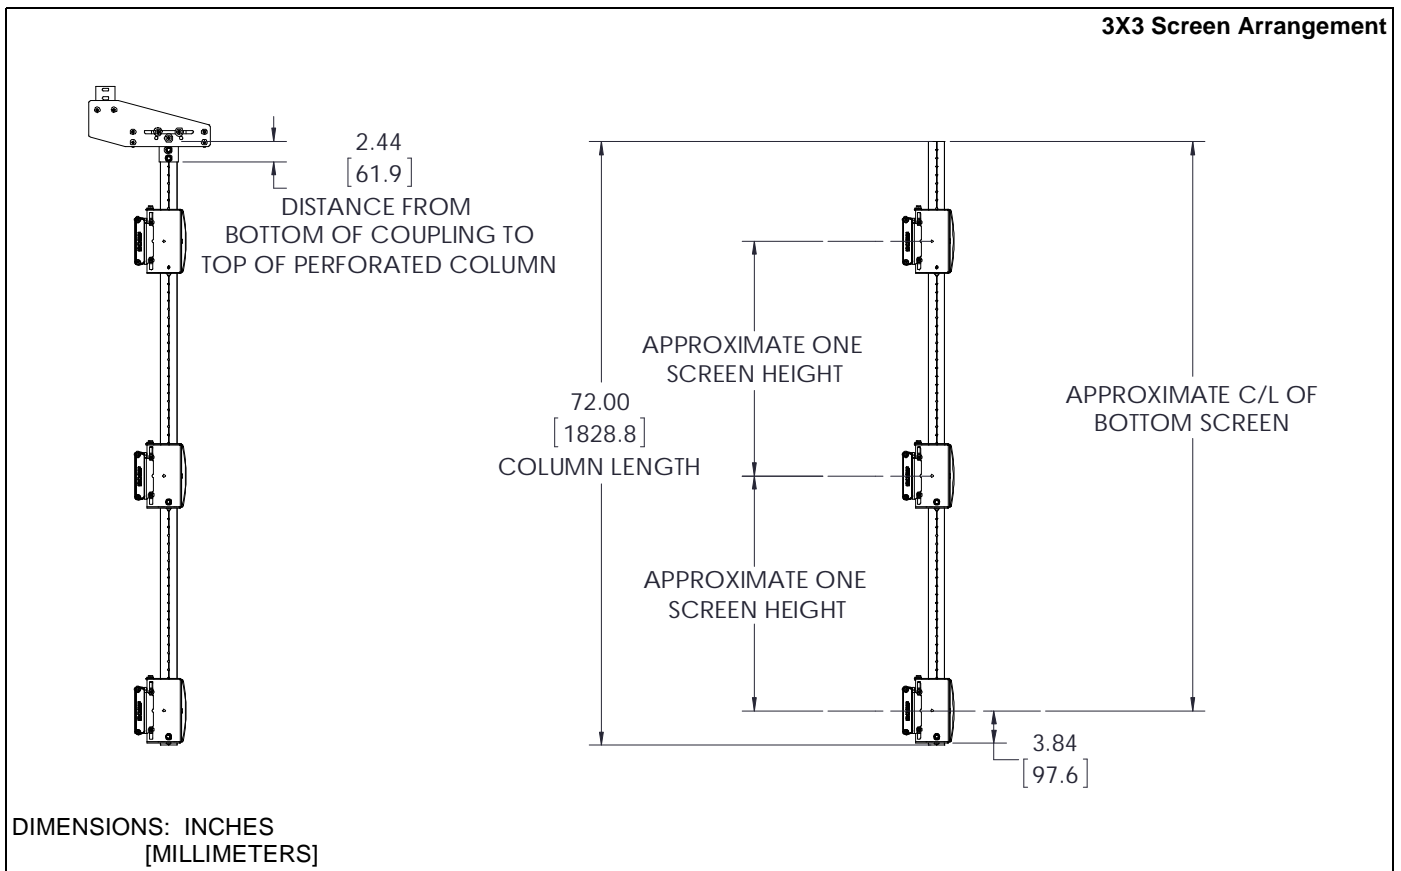 3X3 Screen Arrangement
2.44
[61.9]
DISTANCE FROM
BOTTOM OF COUPLING TO
TOP OF PERFORATED COLUMN
APPROXIMATE ONE
SCREEN HEIGHT
72.00
[1828.8]
COLUMN LENGTH
APPROXIMATE C/L OF
BOTTOM SCREEN
APPROXIMATE ONE
SCREEN HEIGHT
3.84
[97.6]
DIMENSIONS: INCHES
[MILLIMETERS]